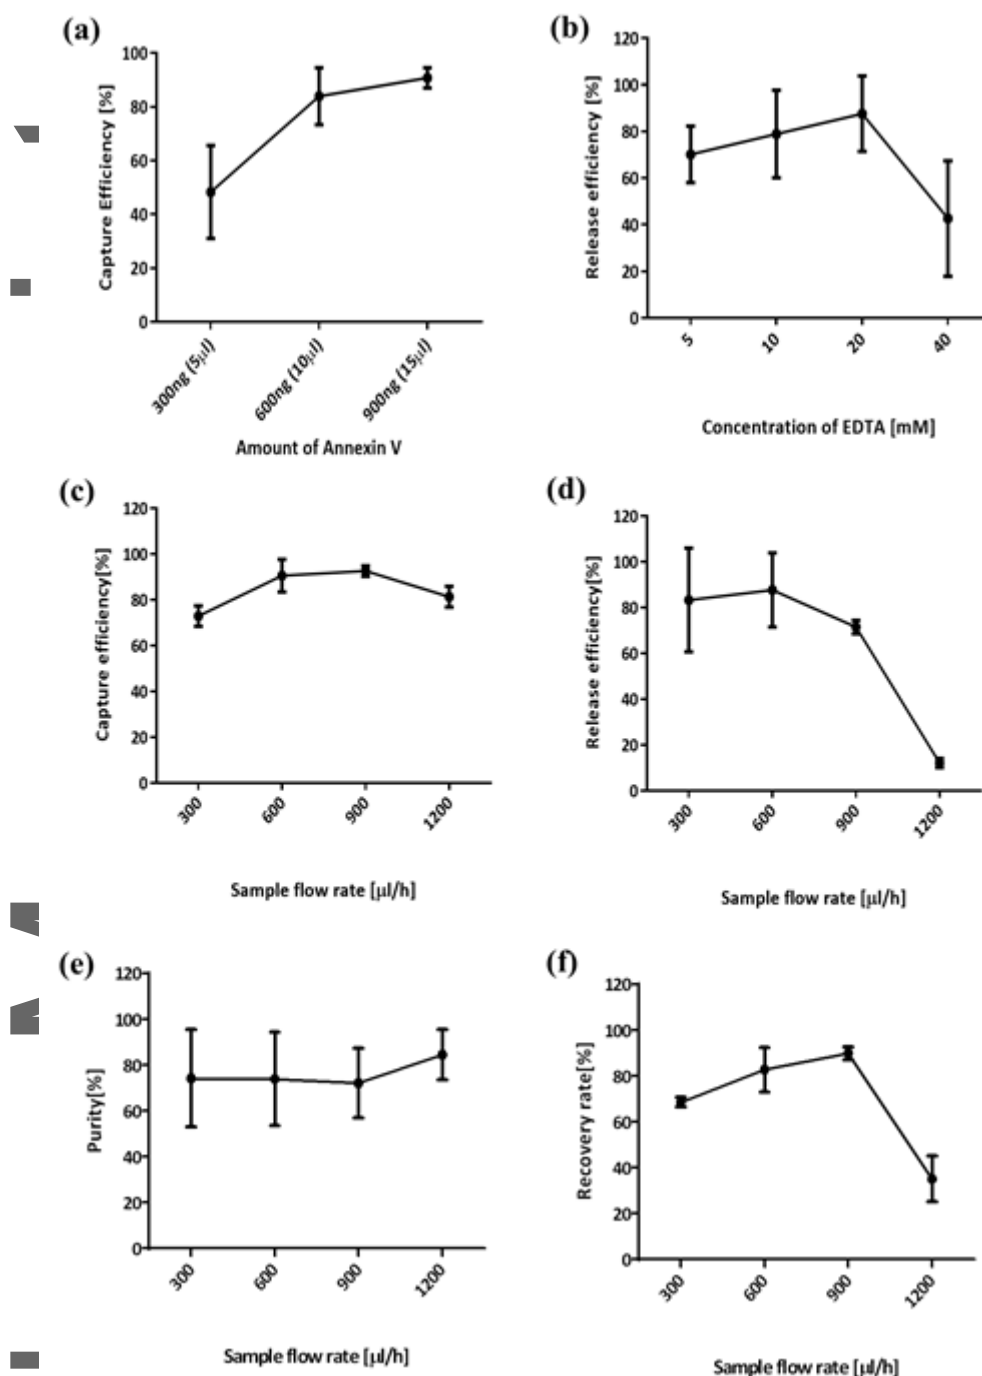 (a)
Capture Efficiency [%]
100
80
60
40
20
0
300ng (5μl)
600ng (10μl)
900ng (15μl)
Amount of Annexin V
(b)
Release efficiency [%]
120
100
80
60
40
20
0
5
10
20
40
Concentration of EDTA [mM]
(c)
Capture efficiency[%]
120
100
80
60
40
20
0
300
600
900
1200
Sample flow rate [μl/h]
(d)
Release efficiency[%]
120
100
80
60
40
20
0
300
600
900
1200
Sample flow rate [μl/h]
(e)
Purity[%]
120
100
80
60
40
20
0
300
600
900
1200
Sample flow rate [μl/h]
(f)
Recovery rate[%]
120
100
80
60
40
20
0
300
600
900
1200
Sample flow rate [μl/h]